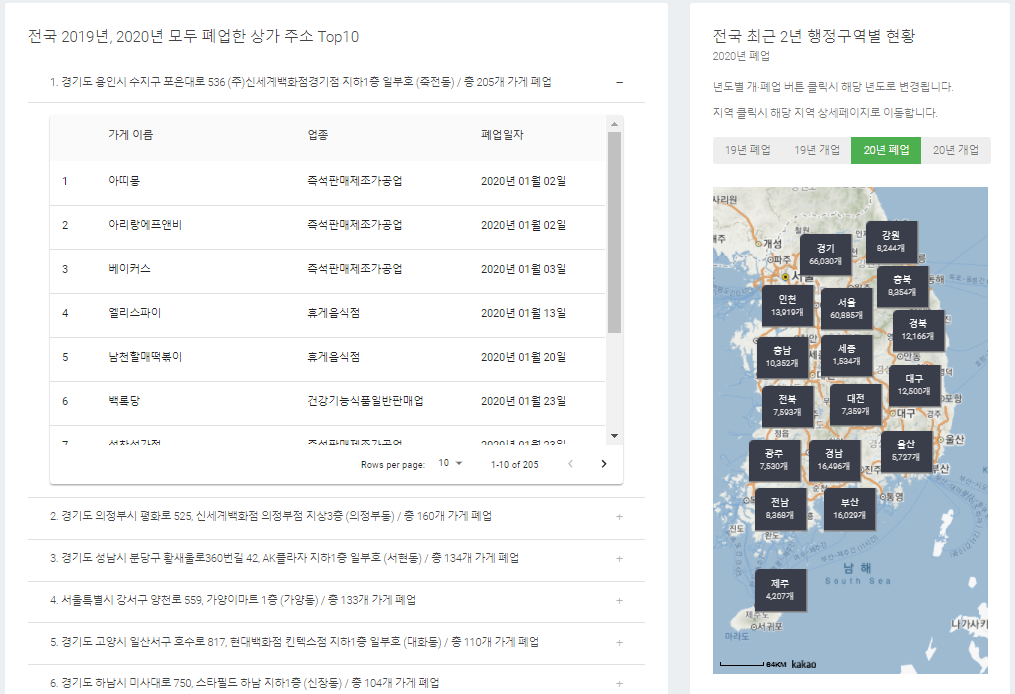 전국 2019년, 2020년 모두 폐업한 상가 주소 Top10
1. 경기도 용인시 수지구 포은대로 536 (주)신세계백화점경기점 지하1층 일부호 (죽전동) / 총 205개 가게 폐업 −
가게 이름 업종 폐업일자
1 아띠몽 즉석판매제조가공업 2020년 01월 02일
2 아리랑에프앤비 즉석판매제조가공업 2020년 01월 02일
3 베이커스 즉석판매제조가공업 2020년 01월 03일
4 엘리스파이 휴게음식점 2020년 01월 13일
5 남천할매떡볶이 휴게음식점 2020년 01월 20일
6 백룡당 건강기능식품일반판매업 2020년 01월 23일
Rows per page: 10 1-10 of 205
2. 경기도 의정부시 평화로 525, 신세계백화점 의정부점 지상3층 (의정부동) / 총 160개 가게 폐업 +
3. 경기도 성남시 분당구 황새울로360번길 42, AK플라자 지하1층 일부호 (서현동) / 총 134개 가게 폐업 +
4. 서울특별시 강서구 양천로 559, 가양이마트 1층 (가양동) / 총 133개 가게 폐업 +
5. 경기도 고양시 일산서구 호수로 817, 현대백화점 킨텍스점 지하1층 일부호 (대화동) / 총 110개 가게 폐업 +
6. 경기도 하남시 미사대로 750, 스타필드 하남 지하1층 (신장동) / 총 104개 가게 폐업 +
전국 최근 2년 행정구역별 현황
2020년 폐업
년도별 개·폐업 버튼 클릭시 해당 년도로 변경됩니다.
지역 클릭시 해당 지역 상세페이지로 이동합니다.
19년 폐업 19년 개업 20년 폐업 20년 개업
사리원
철원
개성
파주
강원
8,244개
경기
66,030개
서울
충북
8,354개
동해
인천
13,919개
서울
60,885개
경북
12,166개
충남
10,352개
세종
1,534개
안동
대구
12,500개
전북
7,593개
대전
7,359개
포항
대구
경주
정읍
울산
광주
7,530개
경남
16,496개
울산
5,727개
진주
부산
전남
8,368개
부산
16,029개
통영
진도
완도
남해
South Sea
제주
4,207개
제주도
서귀포
마라도
나가사키
64KM kakao